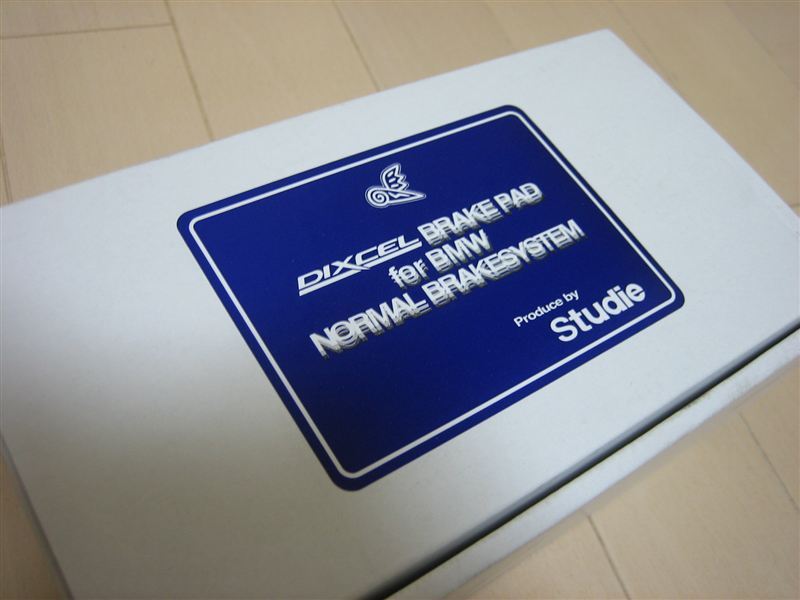 DIXCEL BRAKE PAD
for BMW
NORMAL BRAKESYSTEM
Produce by
Studie